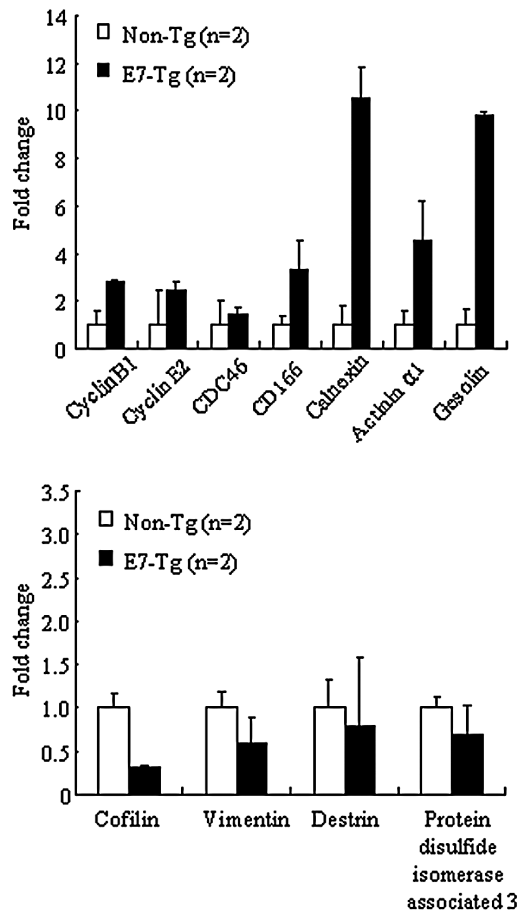 14
12
10
8
6
4
2
0
Fold change
Non-Tg (n=2)
E7-Tg (n=2)
CyclinB1
Cyclin E2
CDC46
CD166
Calnexin
Actinin α1
Gesolin
3.5
3.0
2.5
2.0
1.5
1.0
0.5
0
Fold change
Non-Tg (n=2)
E7-Tg (n=2)
Cofilin
Vimentin
Destrin
Protein
disulfide
isomerase
associated 3